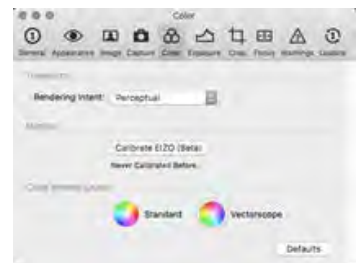 Color
General Appearance Image Capture Color Exposure Crop Focus Warnings Update
Rendering Intent: Perceptual
Calibrate EIZO (Beta)
Never Calibrated Before.
Standard Vectorscope
Defaults